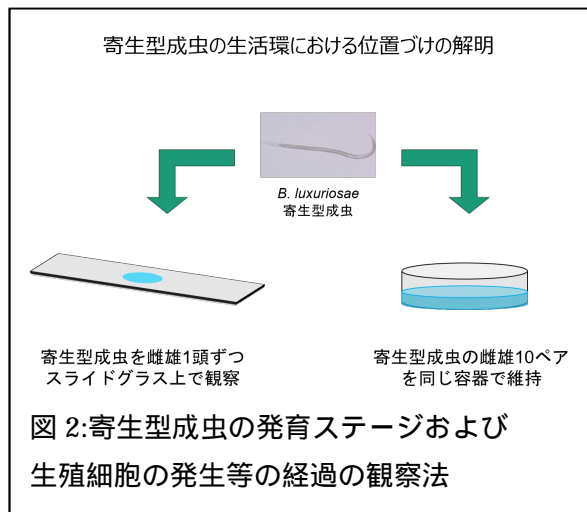 寄生型成虫の生活環における位置づけの解明
B. luxuriosae
寄生型成虫
寄生型成虫を雌雄1頭ずつ
スライドグラス上で観察
寄生型成虫の雌雄10ペア
を同じ容器で維持
図 2:寄生型成虫の発育ステージおよび
生殖細胞の発生等の経過の観察法